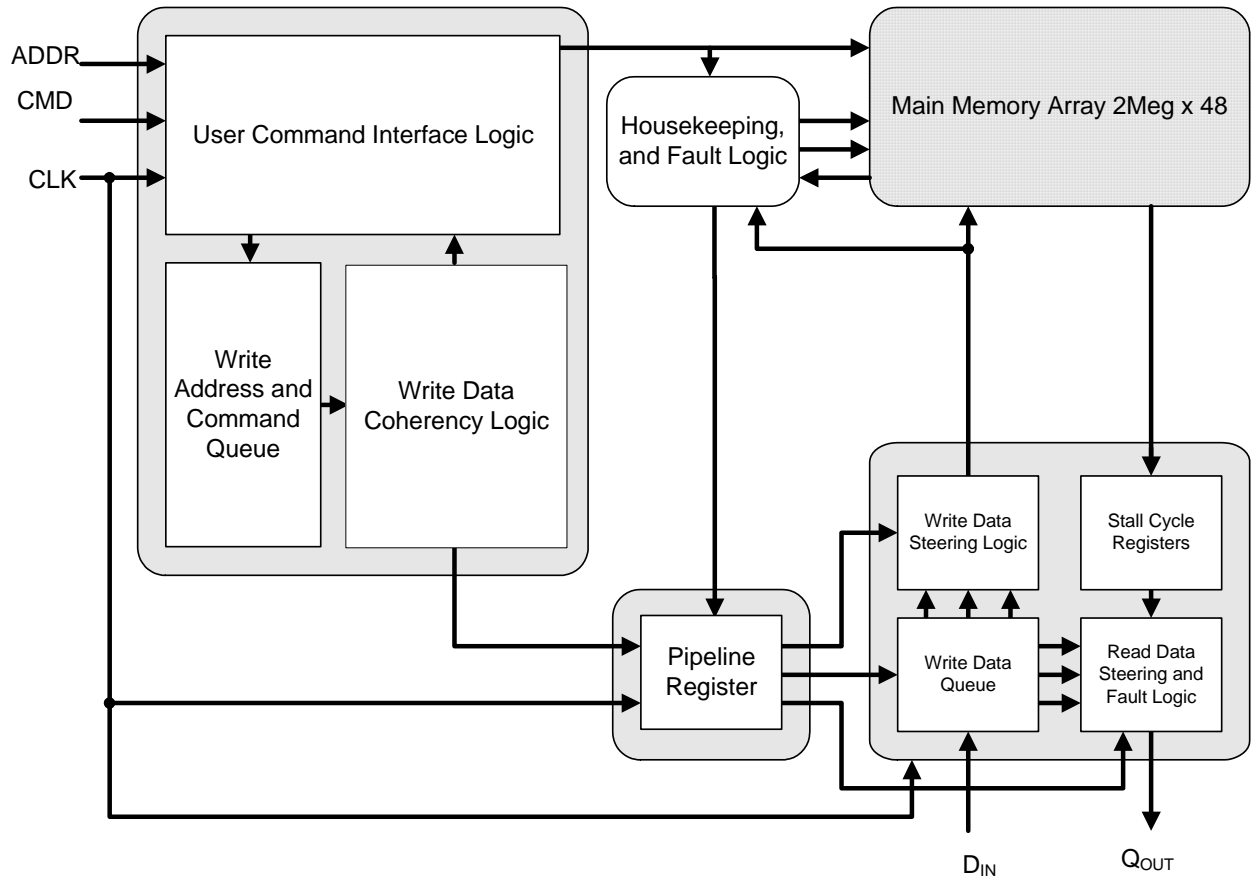 ADDR
CMD
CLK
User Command Interface Logic
Housekeeping,
and Fault Logic
Main Memory Array 2Meg x 48
Write
Address and
Command
Queue
Write Data
Coherency Logic
Write Data
Steering Logic
Stall Cycle
Registers
Pipeline
Register
Write Data
Queue
Read Data
Steering and
Fault Logic
DIN
QOUT